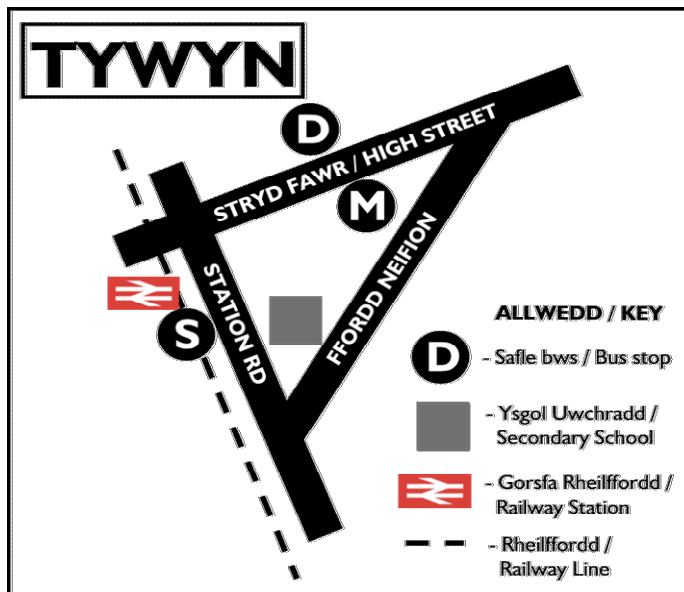 TYWYN
D
STRYD FAWR / HIGH STREET
M
STATION RD
S
FFORDD NEIFION
ALLWEDD / KEY
D - Safle bws / Bus stop
- Ysgol Uwchradd /
Secondary School
- Gorsfa Rheilffordd /
Railway Station
- Rheilffordd /
Railway Line